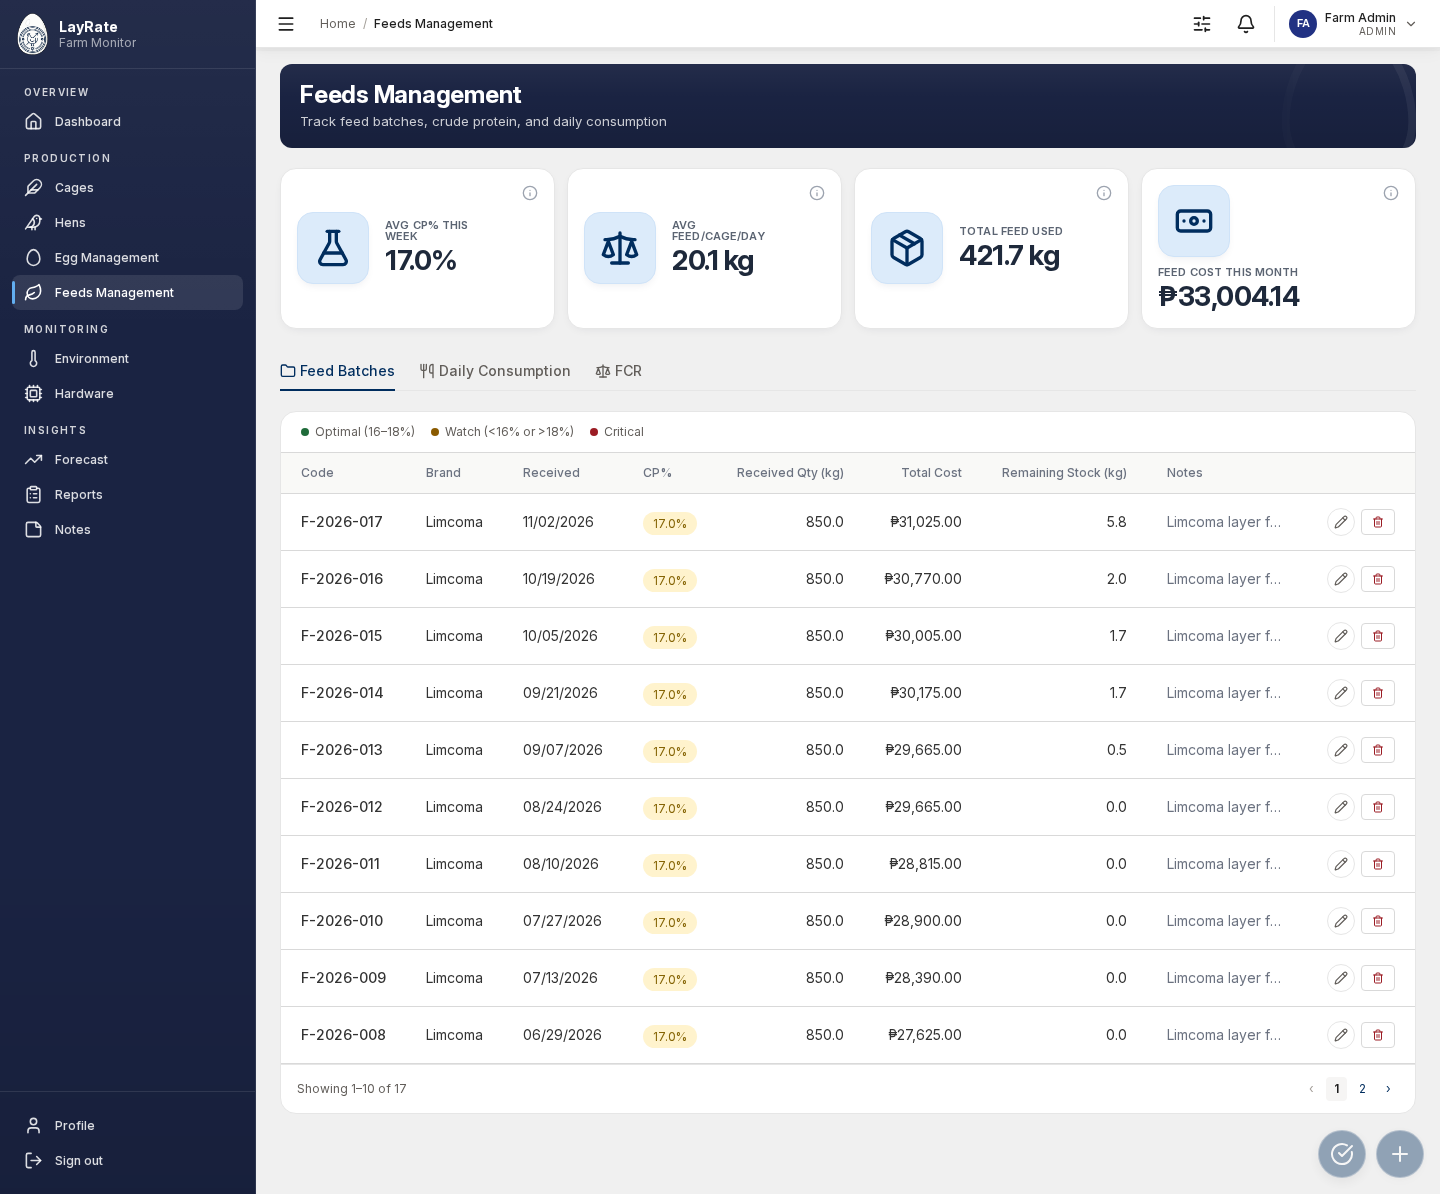 LayRate
Farm Monitor
OVERVIEW
Dashboard
PRODUCTION
Cages
Hens
Egg Management
Feeds Management
MONITORING
Environment
Hardware
INSIGHTS
Forecast
Reports
Notes
Profile
Sign out
Home / Feeds Management
FA
Farm Admin
ADMIN
Feeds Management
Track feed batches, crude protein, and daily consumption
AVG CP% THIS
WEEK
17.0%
AVG
FEED/CAGE/DAY
20.1 kg
TOTAL FEED USED
421.7 kg
FEED COST THIS MONTH
₱33,004.14
Feed Batches Daily Consumption FCR
Optimal (16–18%) Watch (<16% or >18%) Critical
Code Brand Received CP% Received Qty (kg) Total Cost Remaining Stock (kg) Notes
F-2026-017 Limcoma 11/02/2026 17.0% 850.0 ₱31,025.00 5.8 Limcoma layer f...
F-2026-016 Limcoma 10/19/2026 17.0% 850.0 ₱30,770.00 2.0 Limcoma layer f...
F-2026-015 Limcoma 10/05/2026 17.0% 850.0 ₱30,005.00 1.7 Limcoma layer f...
F-2026-014 Limcoma 09/21/2026 17.0% 850.0 ₱30,175.00 1.7 Limcoma layer f...
F-2026-013 Limcoma 09/07/2026 17.0% 850.0 ₱29,665.00 0.5 Limcoma layer f...
F-2026-012 Limcoma 08/24/2026 17.0% 850.0 ₱29,665.00 0.0 Limcoma layer f...
F-2026-011 Limcoma 08/10/2026 17.0% 850.0 ₱28,815.00 0.0 Limcoma layer f...
F-2026-010 Limcoma 07/27/2026 17.0% 850.0 ₱28,900.00 0.0 Limcoma layer f...
F-2026-009 Limcoma 07/13/2026 17.0% 850.0 ₱28,390.00 0.0 Limcoma layer f...
F-2026-008 Limcoma 06/29/2026 17.0% 850.0 ₱27,625.00 0.0 Limcoma layer f...
Showing 1–10 of 17 ‹ 1 2 ›